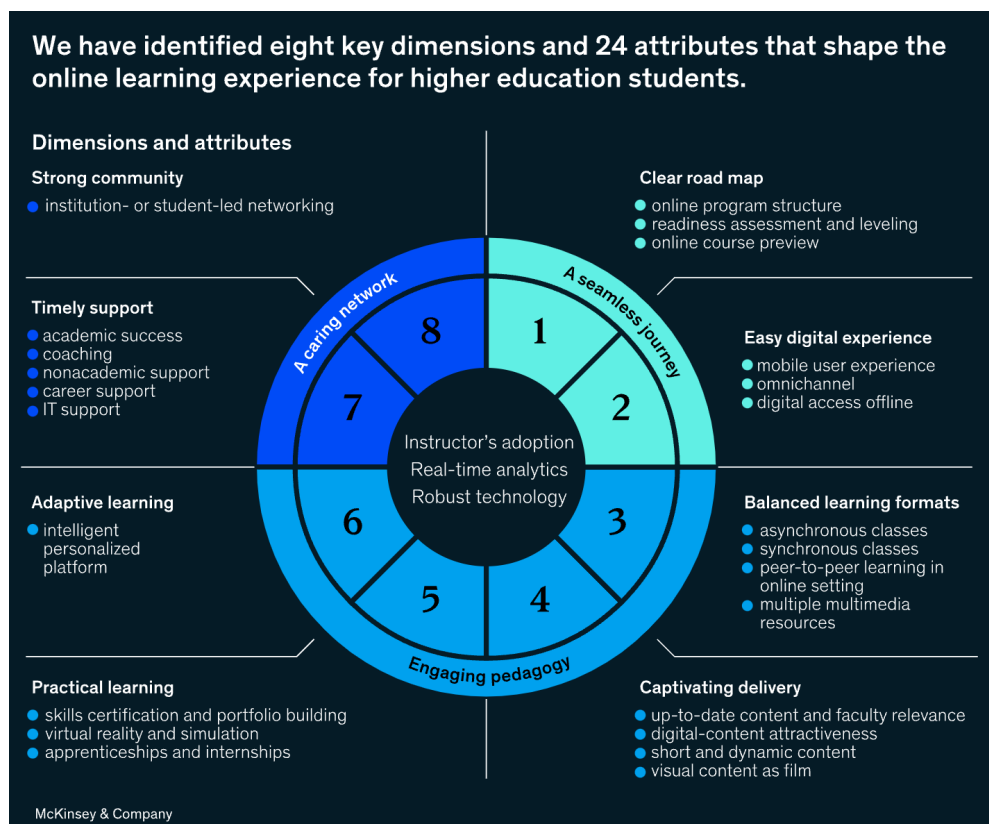 We have identified eight key dimensions and 24 attributes that shape the
online learning experience for higher education students.
Dimensions and attributes
Strong community
institution- or student-led networking
Clear road map
online program structure
readiness assessment and leveling
online course preview
Timely support
academic success
coaching
nonacademic support
career support
IT support
Easy digital experience
mobile user experience
omnichannel
digital access offline
A caring network
A seamless journey
8
1
7
2
Instructor's adoption
Real-time analytics
Robust technology
6
3
5
4
Engaging pedagogy
Adaptive learning
intelligent
personalized
platform
Balanced learning formats
asynchronous classes
synchronous classes
peer-to-peer learning in
online setting
multiple multimedia
resources
Practical learning
skills certification and portfolio building
virtual reality and simulation
apprenticeships and internships
Captivating delivery
up-to-date content and faculty relevance
digital-content attractiveness
short and dynamic content
visual content as film
McKinsey & Company